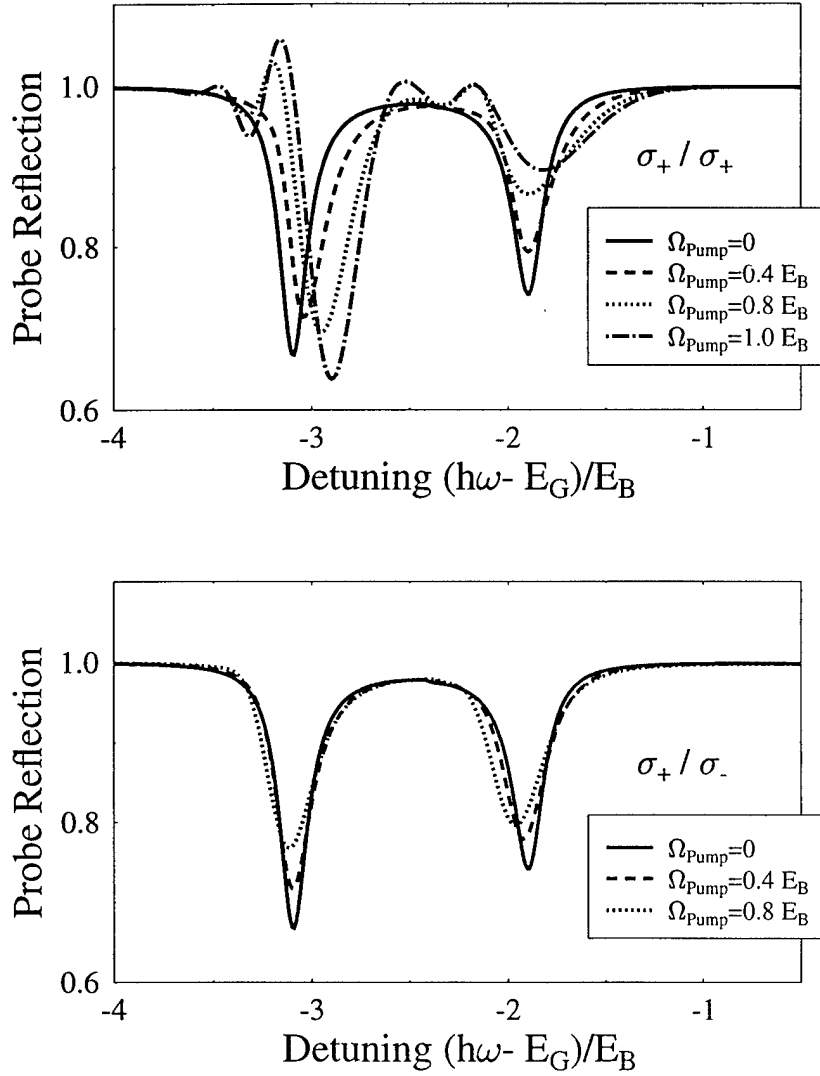 Probe Reflection
1.0
0.8
0.6
σ+ / σ+
Ω_Pump=0
Ω_Pump=0.4 E_B
Ω_Pump=0.8 E_B
Ω_Pump=1.0 E_B
-4
-3
-2
-1
Detuning (hω- E_G)/E_B
Probe Reflection
1.0
0.8
0.6
σ+ / σ-
Ω_Pump=0
Ω_Pump=0.4 E_B
Ω_Pump=0.8 E_B
-4
-3
-2
-1
Detuning (hω- E_G)/E_B